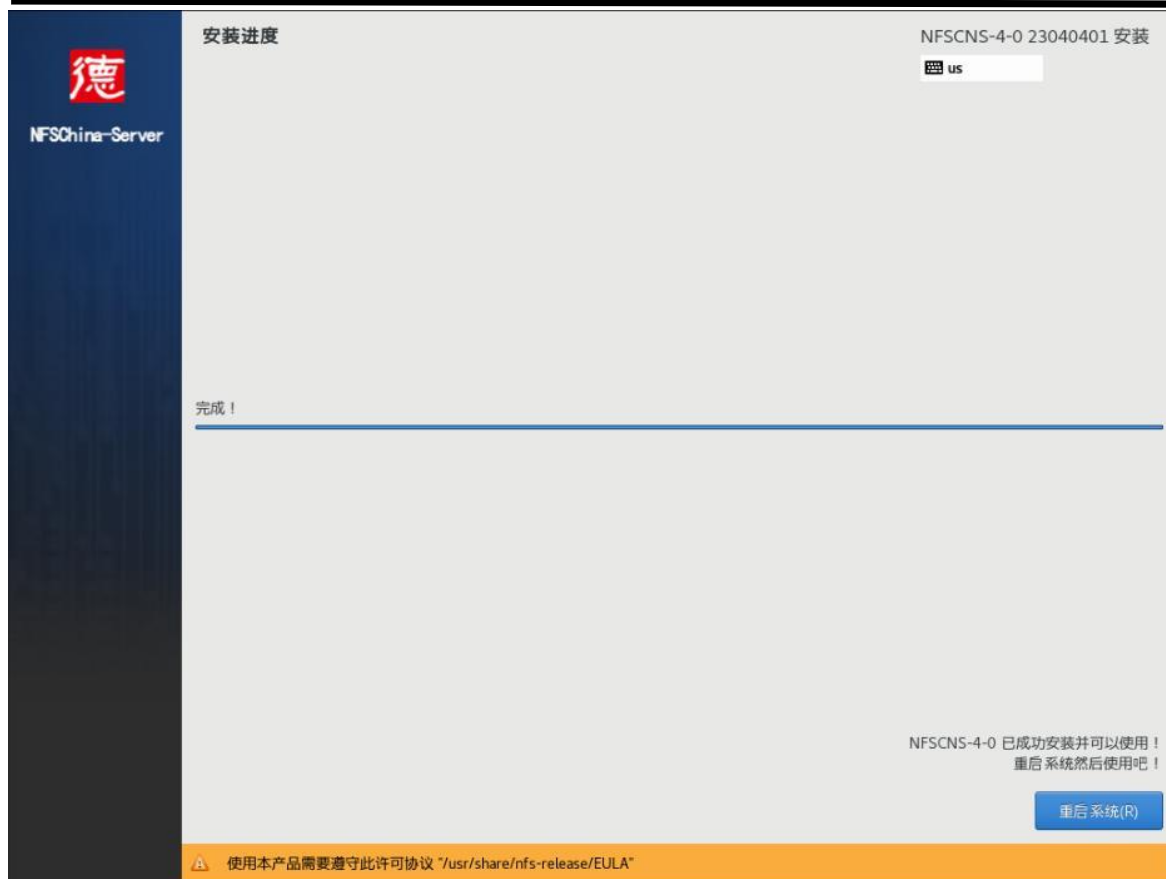 安装进度
NFSCNS-4-0 23040401 安装
us
德
NFSChina-Server
完成！
NFSCNS-4-0 已成功安装并可以使用！
重启系统然后使用吧！
重启系统(R)
使用本产品需要遵守此许可协议 "/usr/share/nfs-release/EULA"